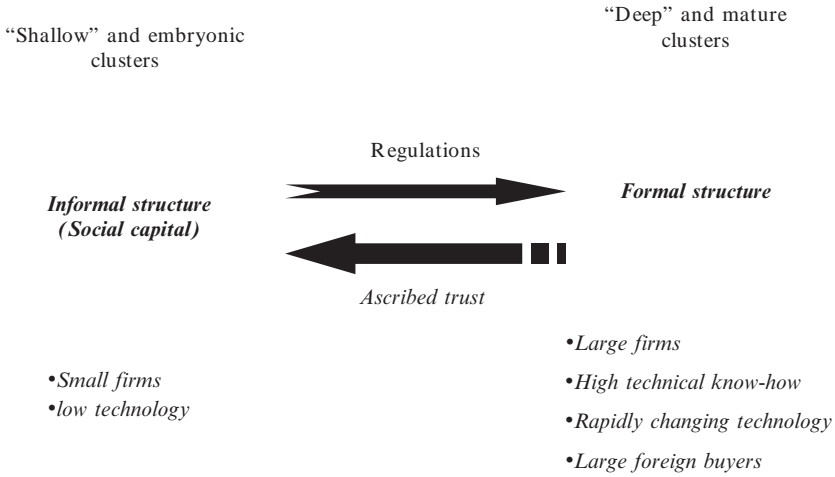 “Shallow” and embryonic
clusters
“Deep” and mature
clusters
Regulations
Informal structure
(Social capital)
Formal structure
Ascribed trust
•Small firms
•low technology
•Large firms
•High technical know-how
•Rapidly changing technology
•Large foreign buyers